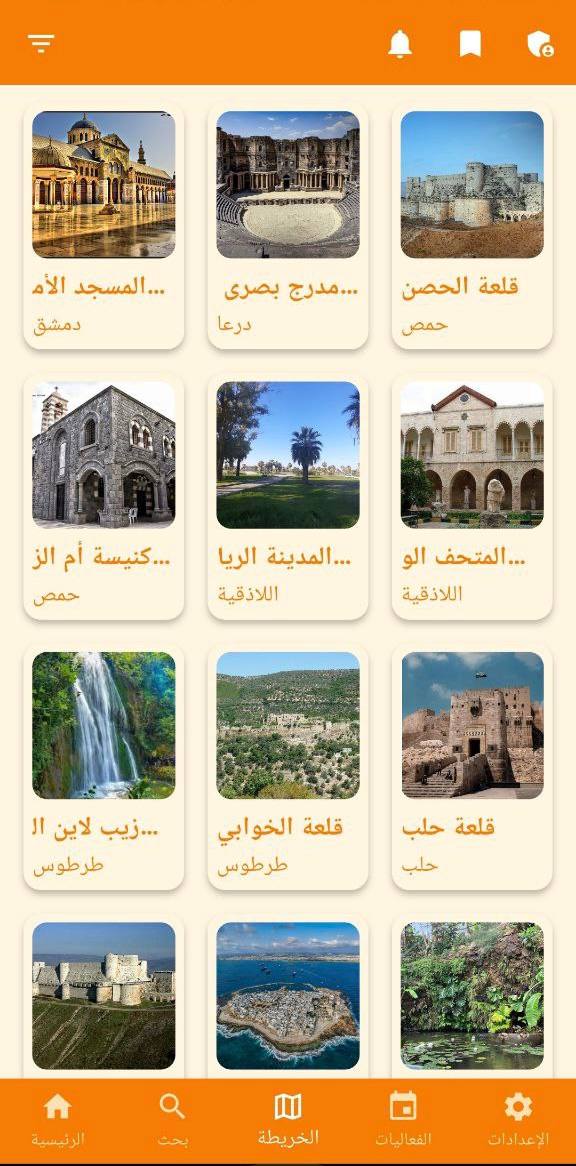 ...المسجد الأم
دمشق
...مدرج بصرى
درعا
قلعة الحصن
حمص
...كنيسة أم الز
حمص
...المدينة الريا
اللاذقية
...المتحف الو
اللاذقية
...زيب لاين ال
طرطوس
قلعة الخوابي
طرطوس
قلعة حلب
حلب
الرئيسية
بحث
الخريطة
الفعاليات
الإعدادات